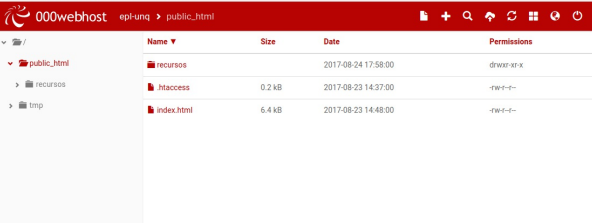 000webhost epl-unq > public_html
/
public_html
recursos
tmp
Name ▼ Size Date Permissions
recursos 2017-08-24 17:58:00 drwxr-xr-x
.htaccess 0.2 kB 2017-08-23 14:37:00 -rw-r--r--
index.html 6.4 kB 2017-08-23 14:48:00 -rw-r--r--